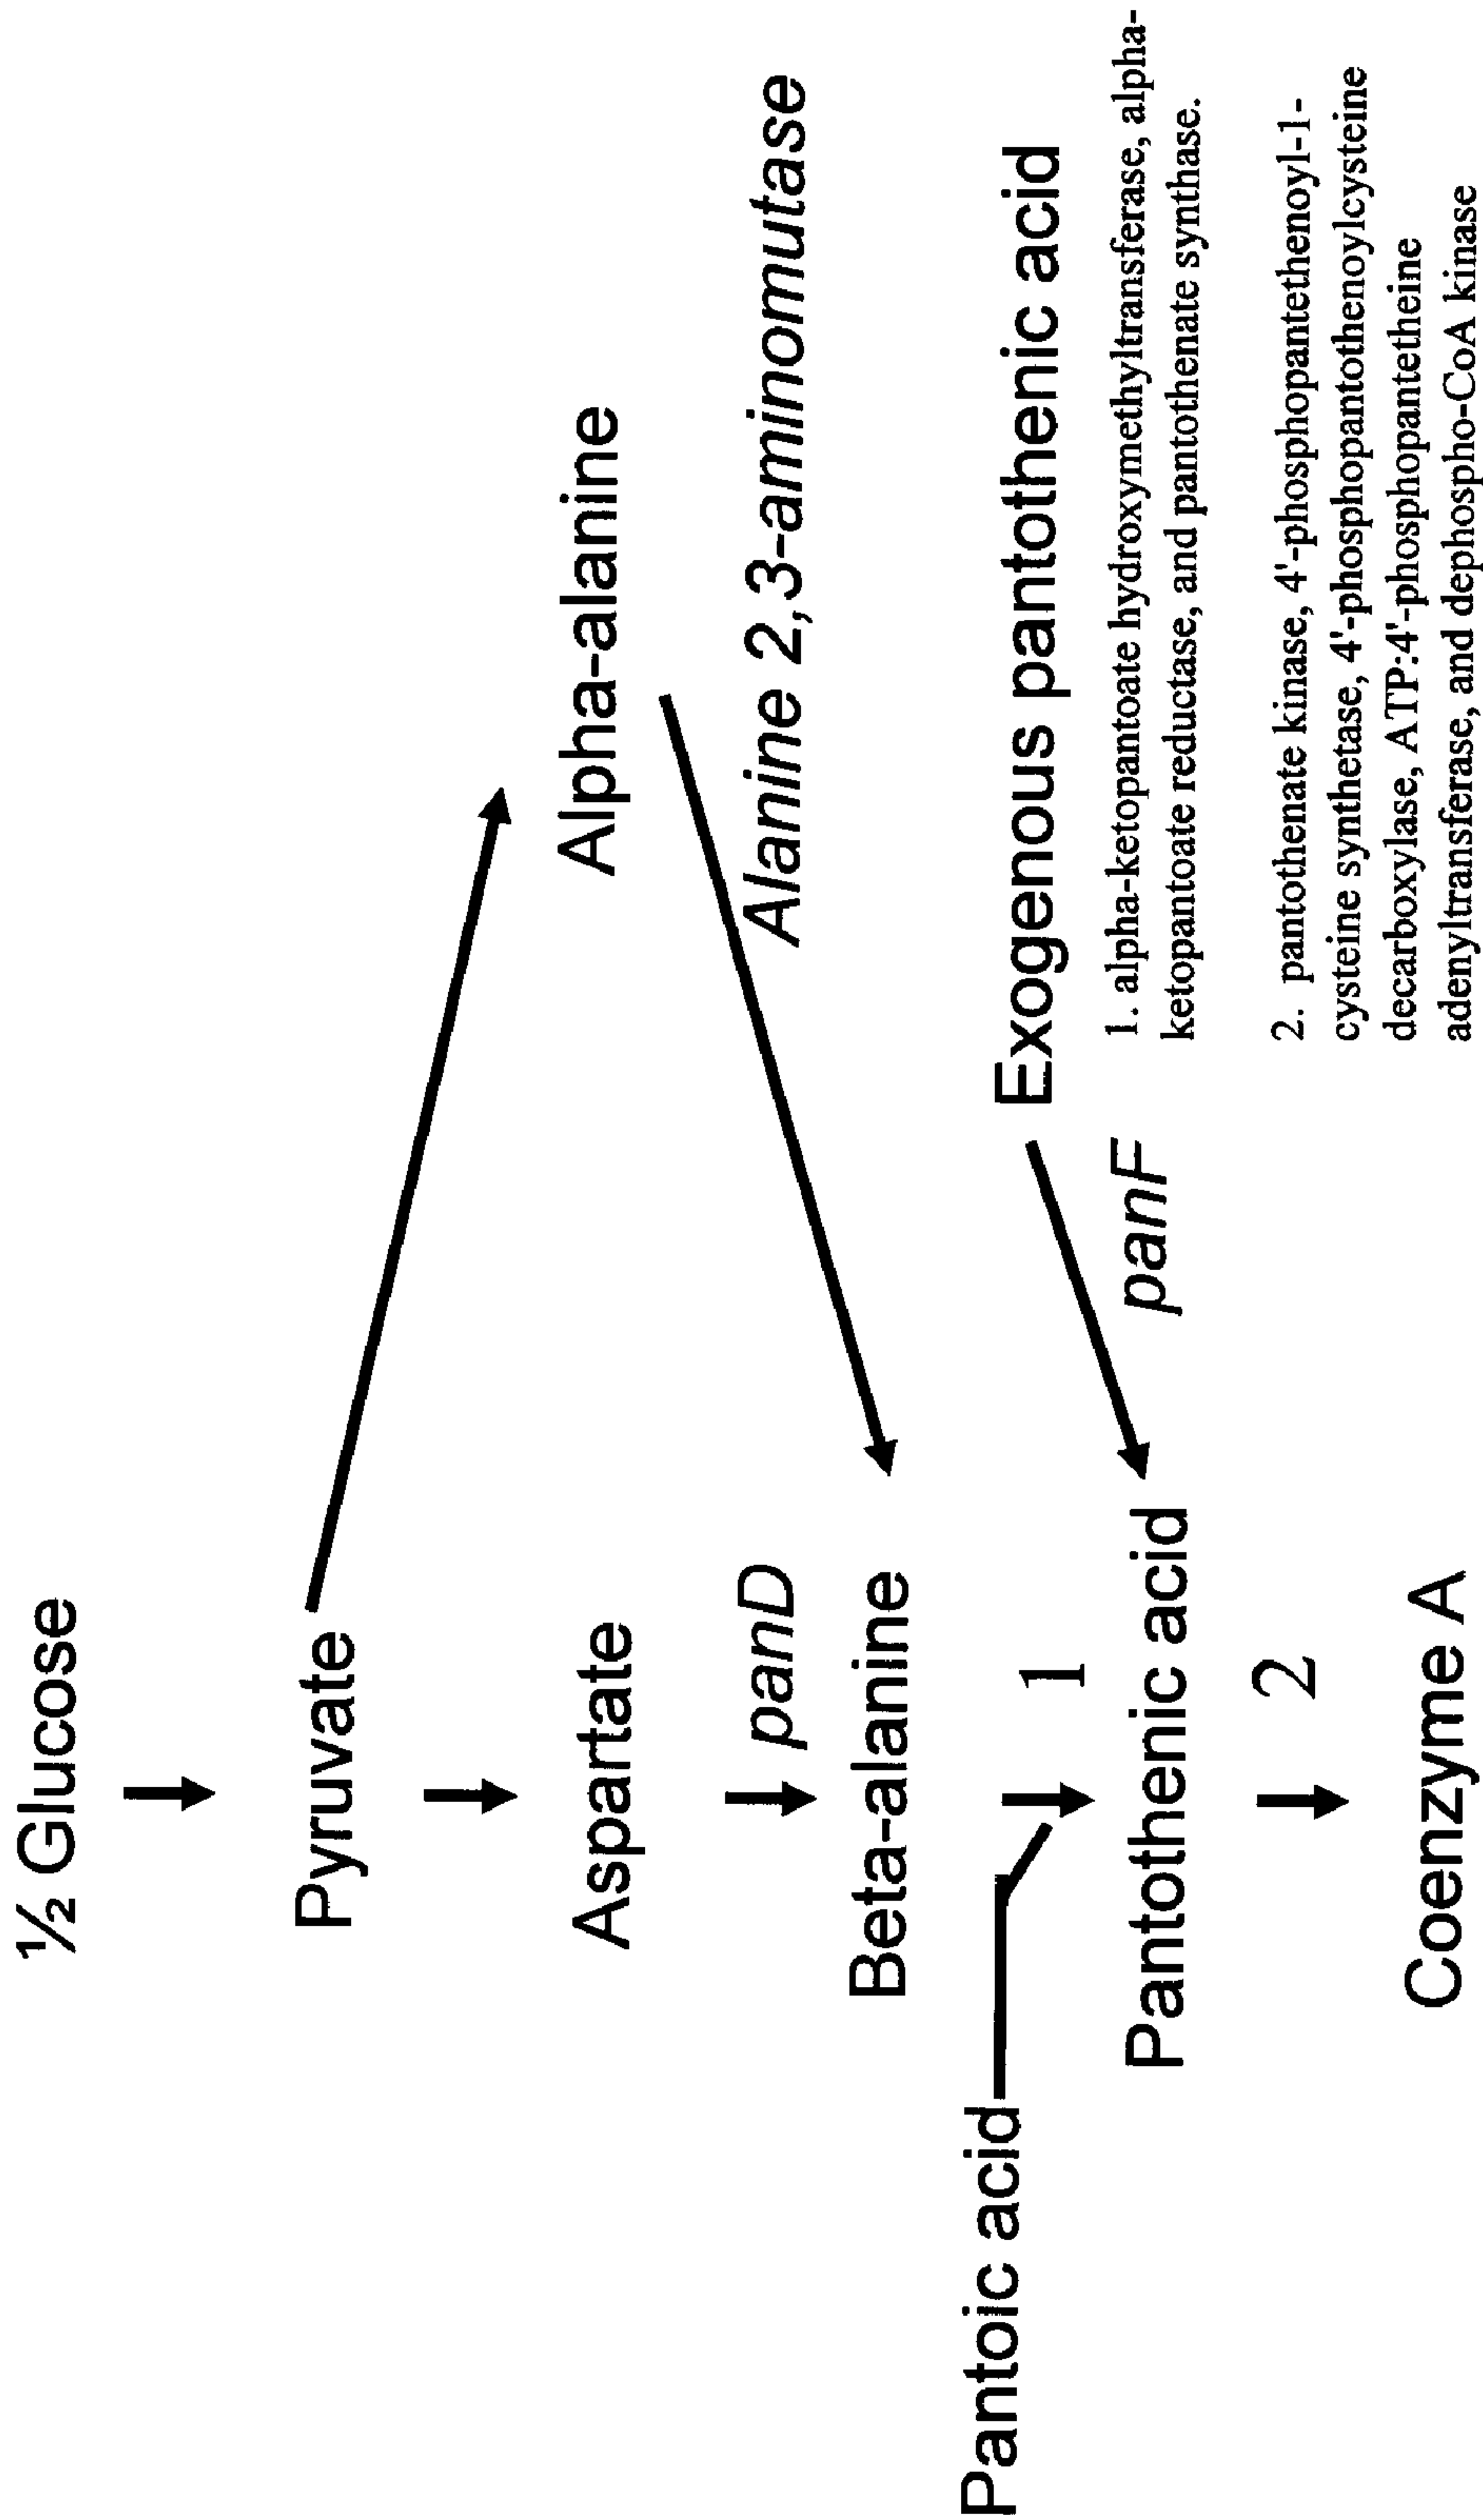 ½ Glucose
Pyruvate
Aspartate
Alpha-alanine
panD
Alanine 2,3-aminomutase
Beta-alanine
Pantoic acid
1
Exogenous pantothenic acid
panF
Pantothenic acid
2
Coenzyme A
1. alpha-ketopantoate hydroxymethyltransferase, alpha-
ketopantoate reductase, and pantothenate synthase.
2. pantothenate kinase, 4'-phosphopantethenoyl-1-
cysteine synthetase, 4'-phosphopantothenoylcysteine
decarboxylase, ATP:4'-phosphopantetheine
adenyltransferase, and dephospho-CoA kinase